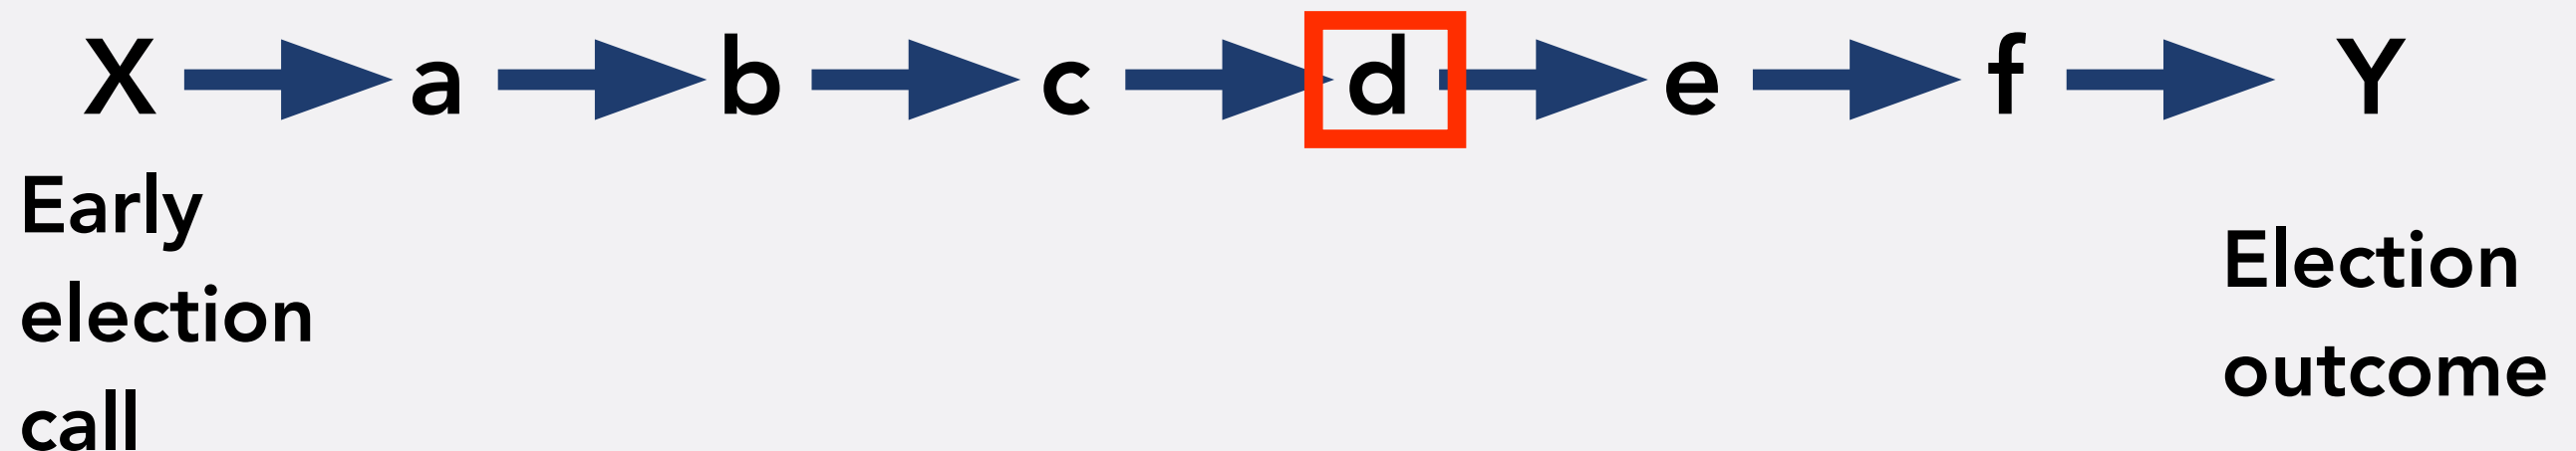 X a b c d e f Y
Early
election
call
Election
outcome